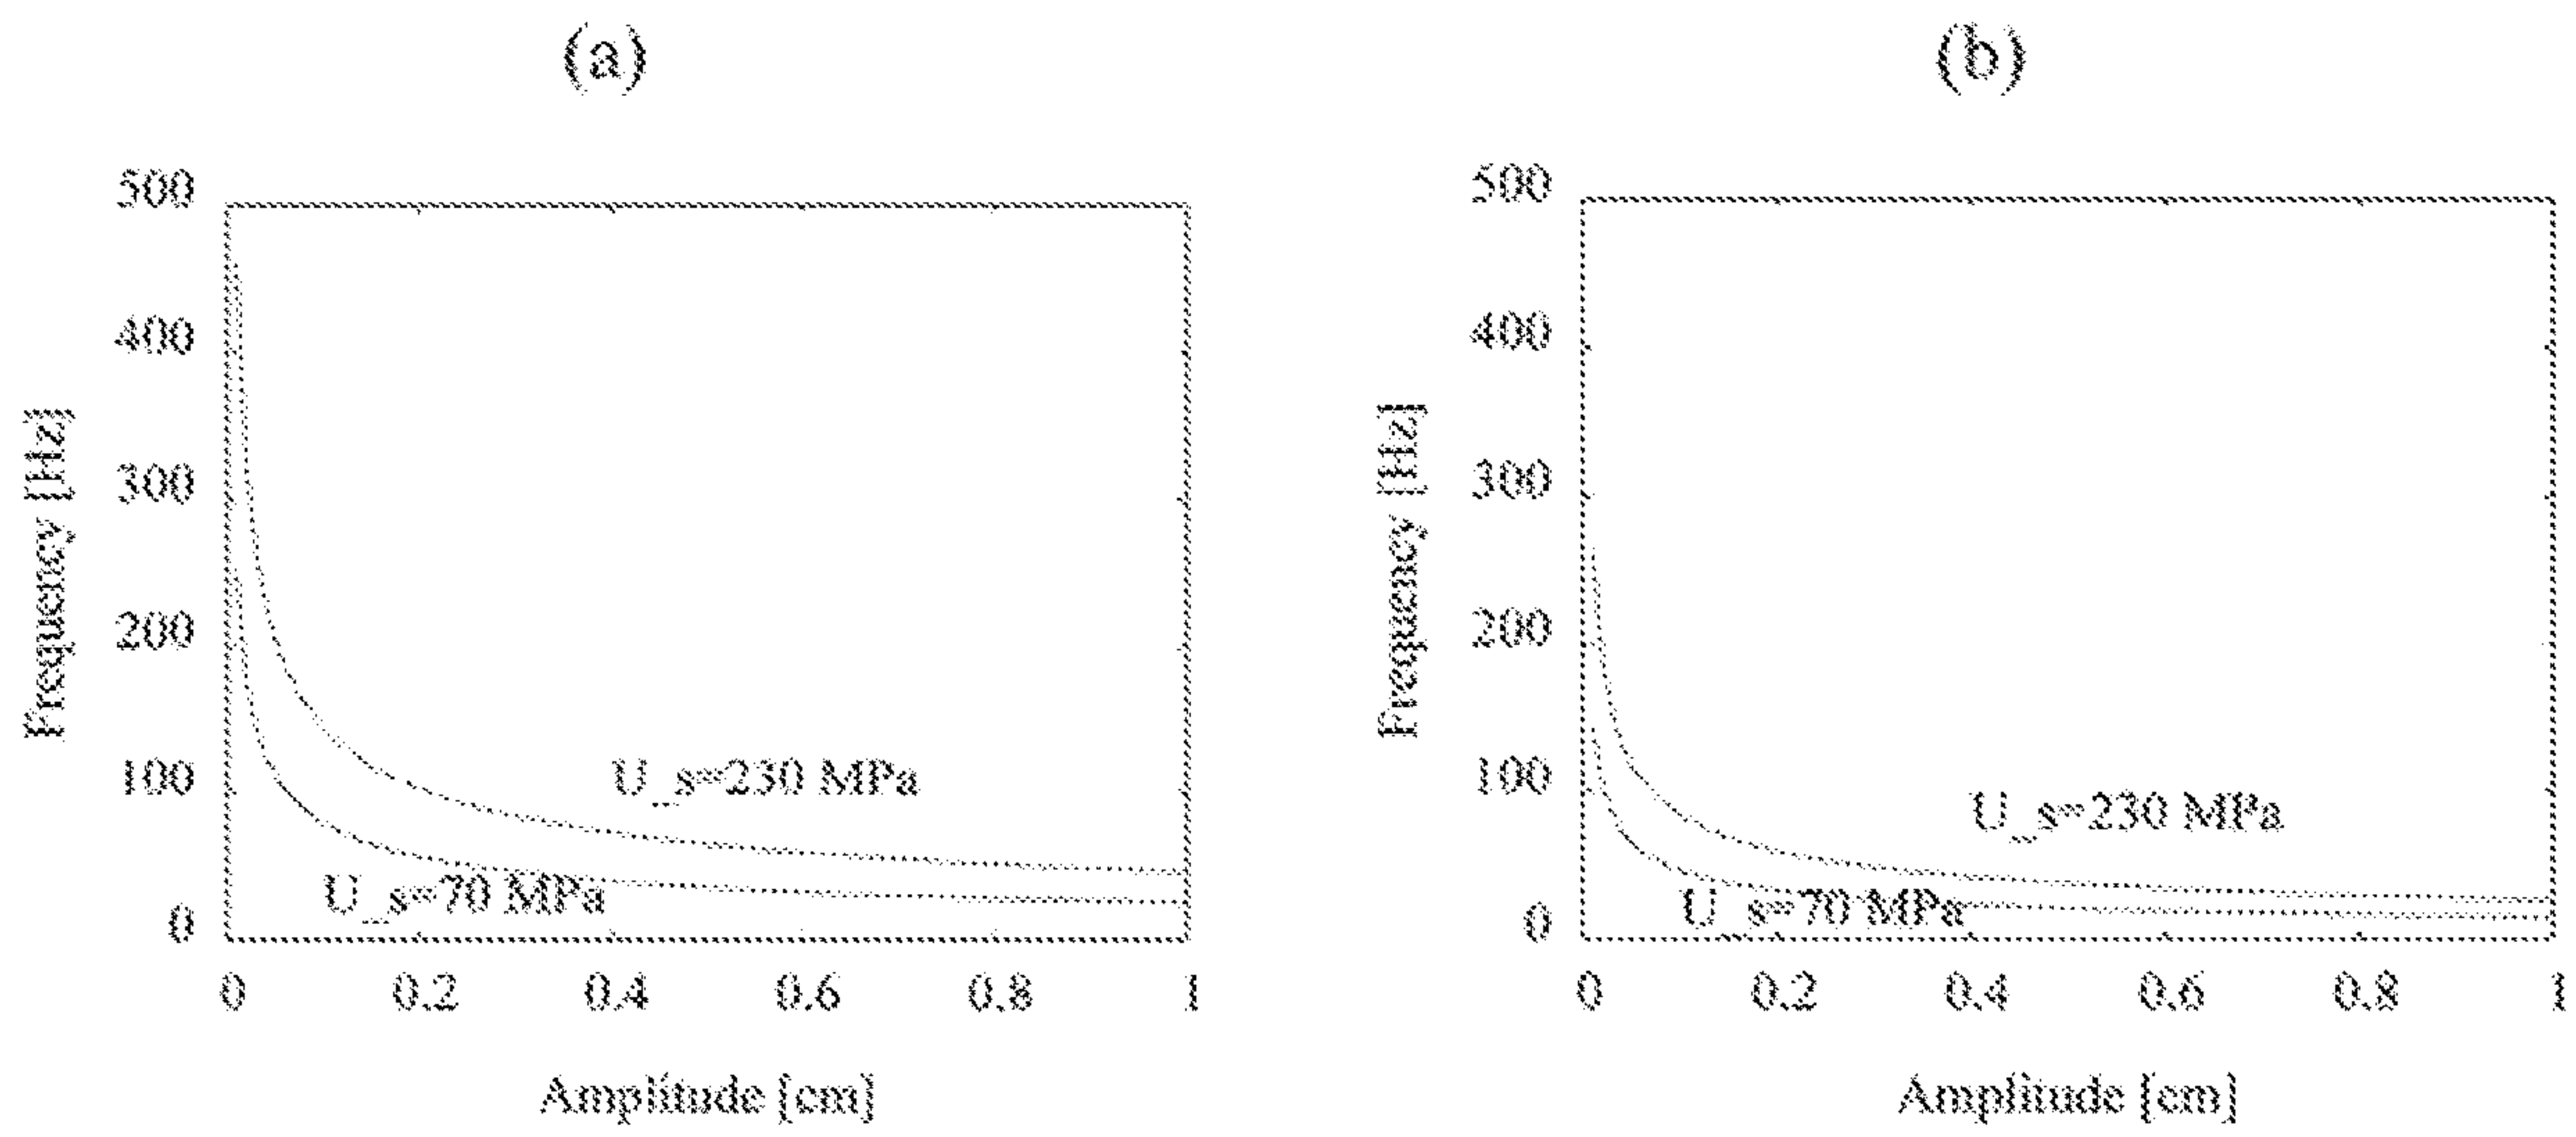 (a)
500
400
300
200
100
0
Frequency [Hz]
U_s=230 MPa
U_s=70 MPa
0 0.2 0.4 0.6 0.8 1
Amplitude [cm]
(b)
500
400
300
200
100
0
Frequency [Hz]
U_s=230 MPa
U_s=70 MPa
0 0.2 0.4 0.6 0.8 1
Amplitude [cm]